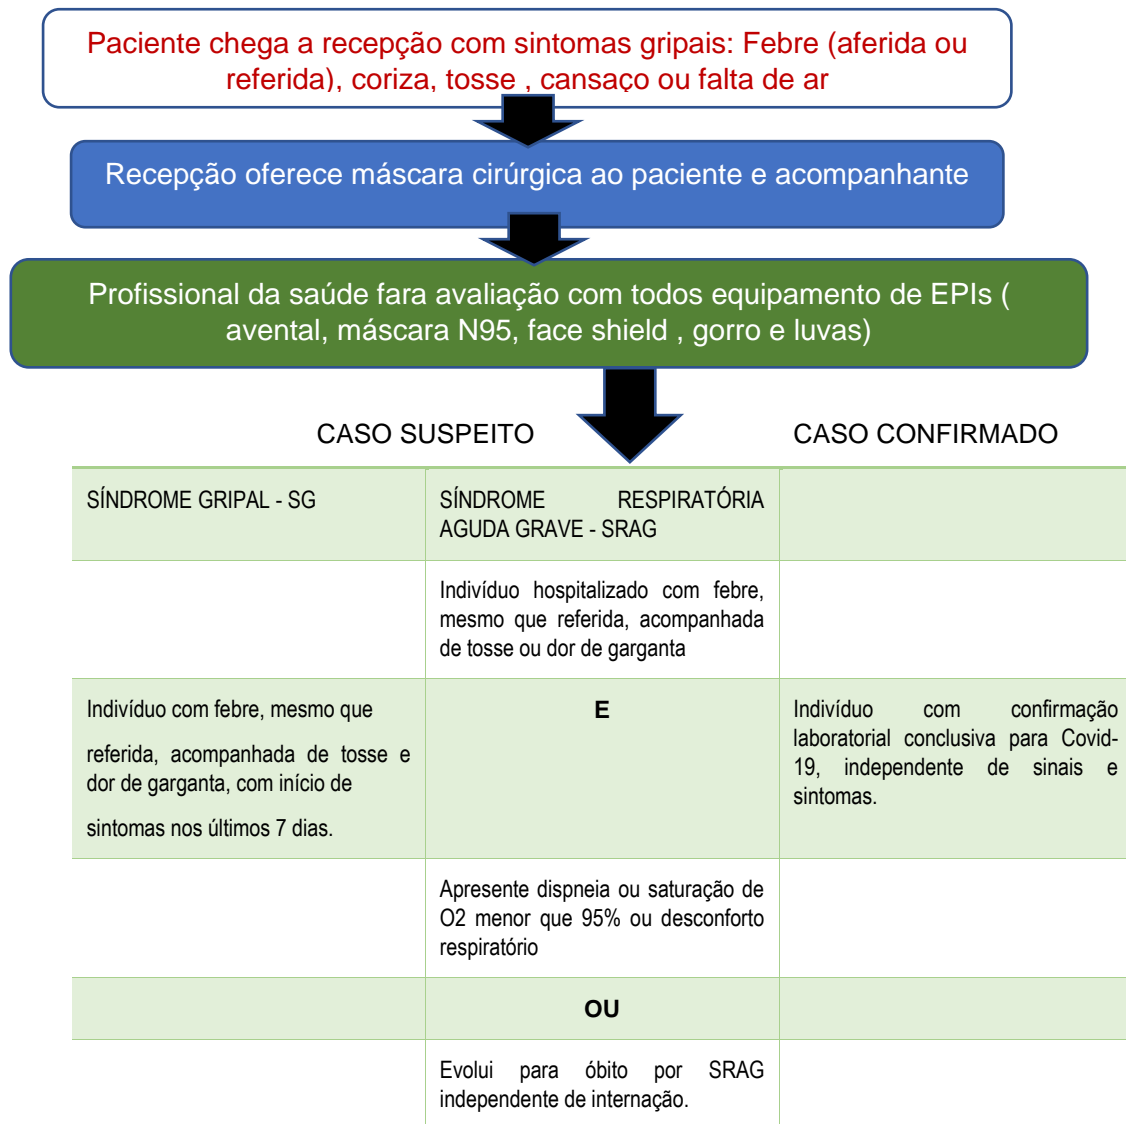 Paciente chega a recepção com sintomas gripais: Febre (aferida ou
referida), coriza, tosse , cansaço ou falta de ar
Recepção oferece máscara cirúrgica ao paciente e acompanhante
Profissional da saúde fara avaliação com todos equipamento de EPIs (
avental, máscara N95, face shield , gorro e luvas)
CASO SUSPEITO
CASO CONFIRMADO
SÍNDROME GRIPAL - SG
SÍNDROME RESPIRATÓRIA
AGUDA GRAVE - SRAG
Indivíduo hospitalizado com febre,
mesmo que referida, acompanhada
de tosse ou dor de garganta
Indivíduo com febre, mesmo que
referida, acompanhada de tosse e
dor de garganta, com início de
sintomas nos últimos 7 dias.
E
Indivíduo com confirmação
laboratorial conclusiva para Covid-
19, independente de sinais e
sintomas.
Apresente dispneia ou saturação de
O2 menor que 95% ou desconforto
respiratório
OU
Evolui para óbito por SRAG
independente de internação.